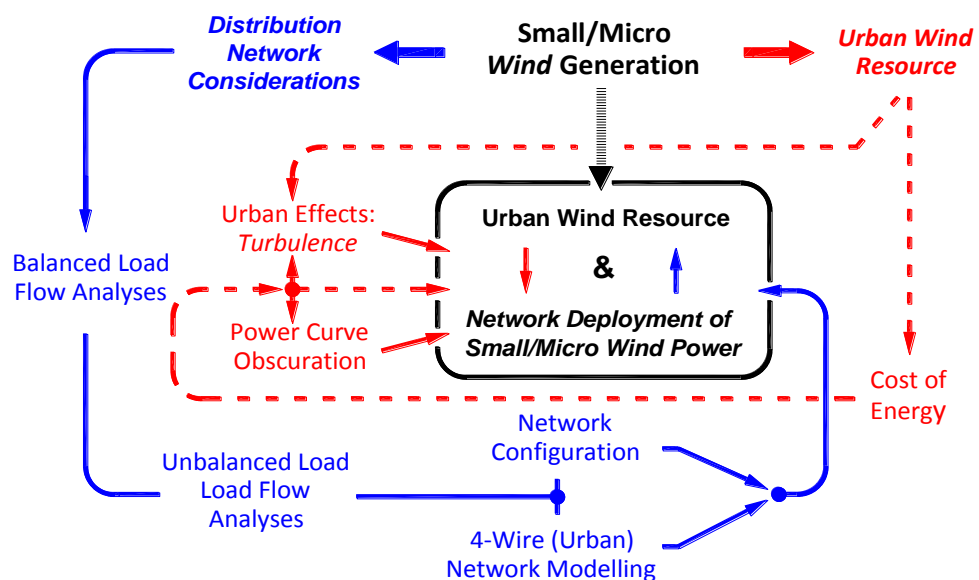 Distribution
Network
Considerations
Small/Micro
Wind Generation
Urban Wind
Resource
Urban Effects:
Turbulence
Urban Wind Resource
&
Network Deployment of
Small/Micro Wind Power
Balanced Load
Flow Analyses
Power Curve
Obscuration
Cost of
Energy
Network
Configuration
Unbalanced Load
Load Flow
Analyses
4-Wire (Urban)
Network Modelling